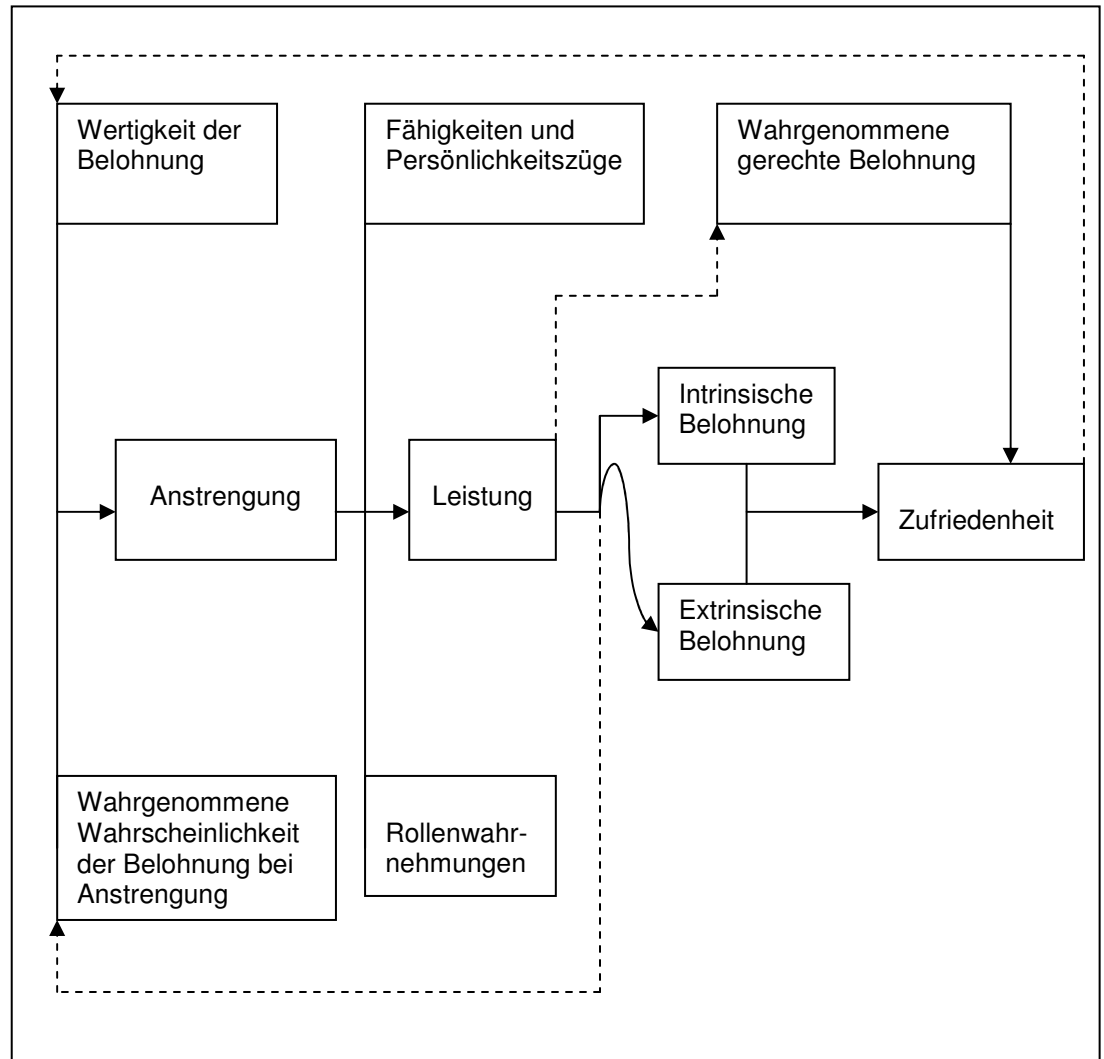 Wertigkeit der
Belohnung
Fähigkeiten und
Persönlichkeitszüge
Wahrgenommene
gerechte Belohnung
Intrinsische
Belohnung
Anstrengung
Leistung
Zufriedenheit
Extrinsische
Belohnung
Wahrgenommene
Wahrscheinlichkeit
der Belohnung bei
Anstrengung
Rollenwahr-
nehmungen